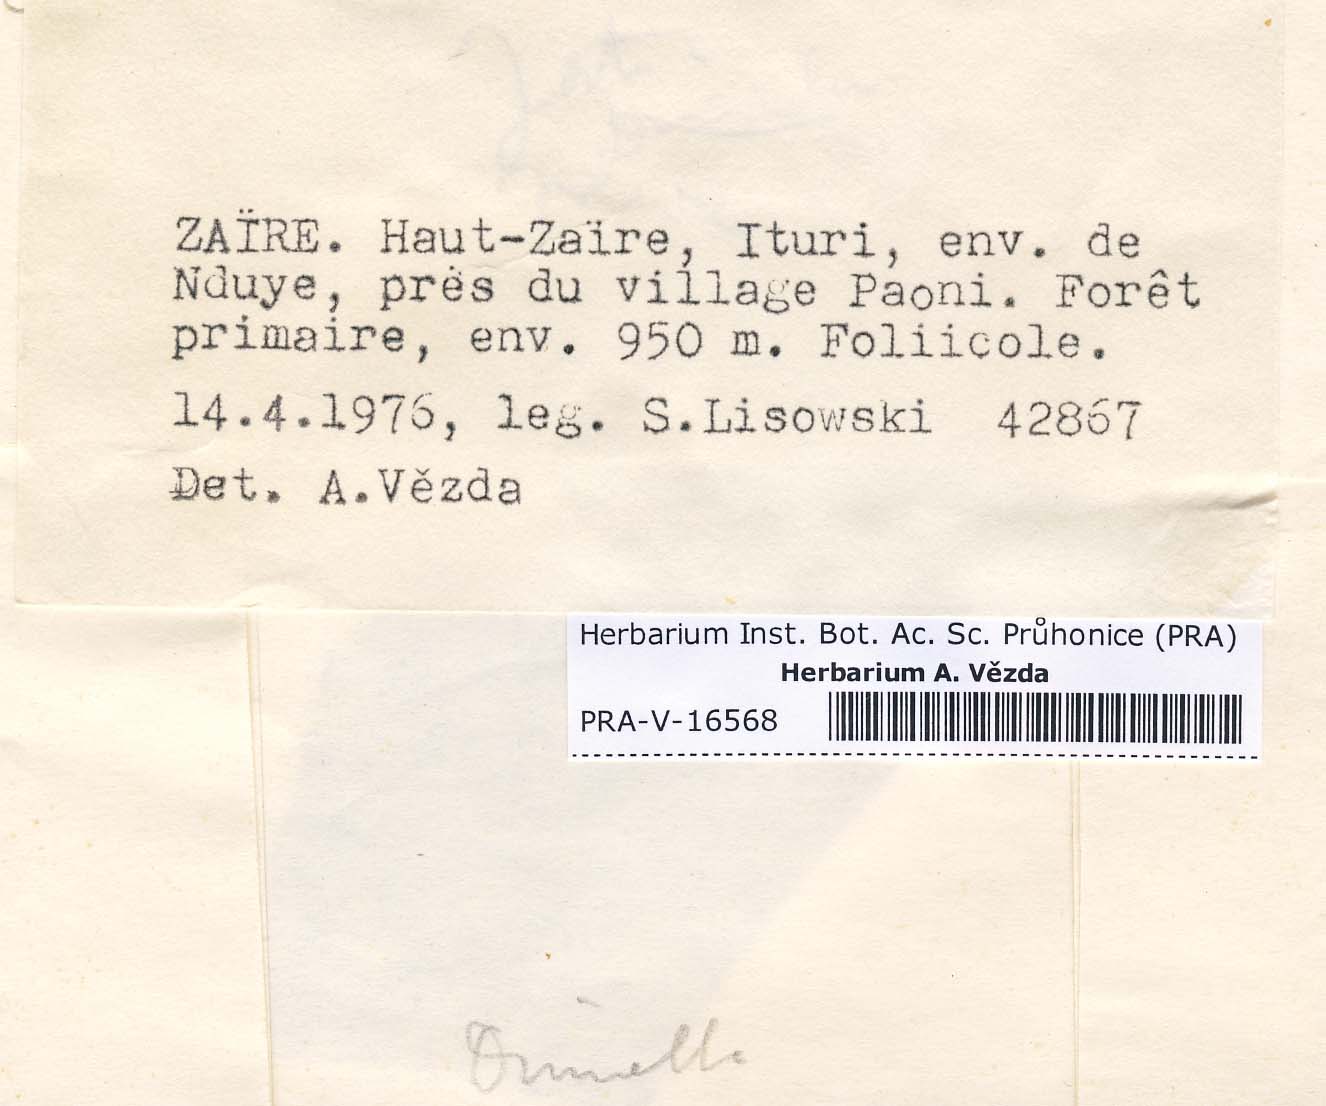 ZAÏRE. Haut-Zaïre, Ituri, env. de
Nduye, prës du village Paoni. Forêt
primaire, env. 950 m. Foliicole.
14.4.1976, leg. S.Lisowski 42867
Det. A.Vězda
Herbarium Inst. Bot. Ac. Sc. Průhonice (PRA)
Herbarium A. Vězda
PRA-V-16568